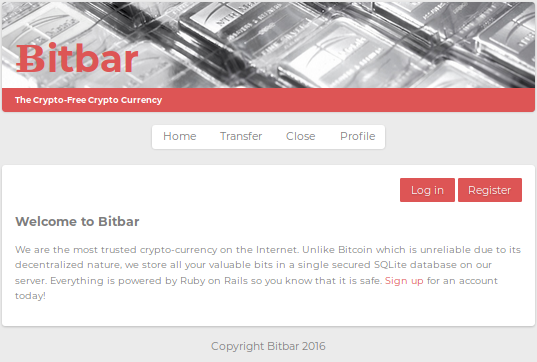 Bitbar
The Crypto-Free Crypto Currency
Home Transfer Close Profile
Log in Register
Welcome to Bitbar
We are the most trusted crypto-currency on the Internet. Unlike Bitcoin which is unreliable due to its
decentralized nature, we store all your valuable bits in a single secured SQLite database on our
server. Everything is powered by Ruby on Rails so you know that it is safe. Sign up for an account
today!
Copyright Bitbar 2016